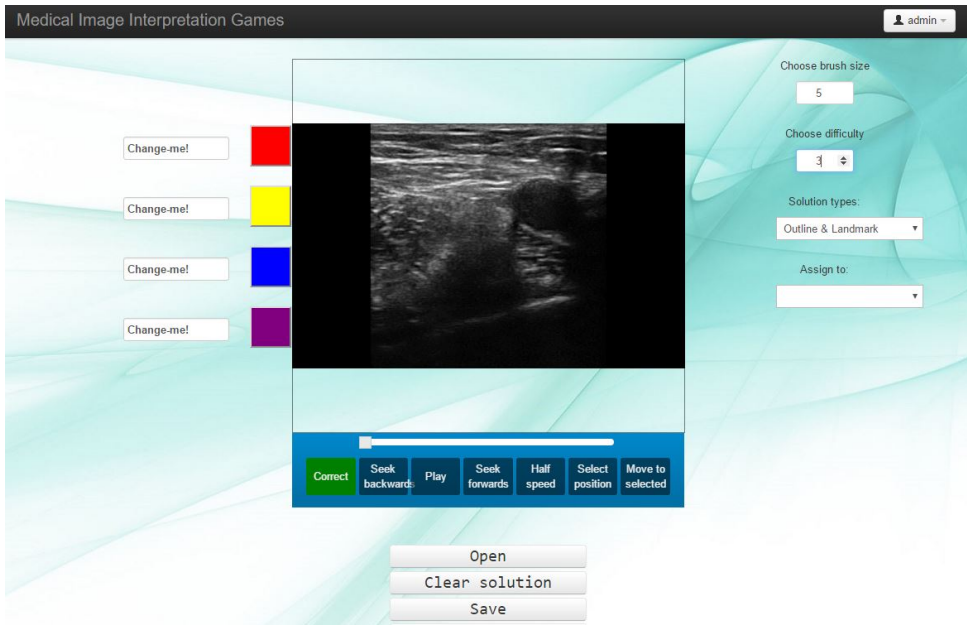 Medical Image Interpretation Games
admin
Choose brush size
5
Choose difficulty
3
Change-me!
Change-me!
Change-me!
Change-me!
Solution types:
Outline & Landmark
Assign to:
Correct
Seek
backwards
Play
Seek
forwards
Half
speed
Select
position
Move to
selected
Open
Clear solution
Save